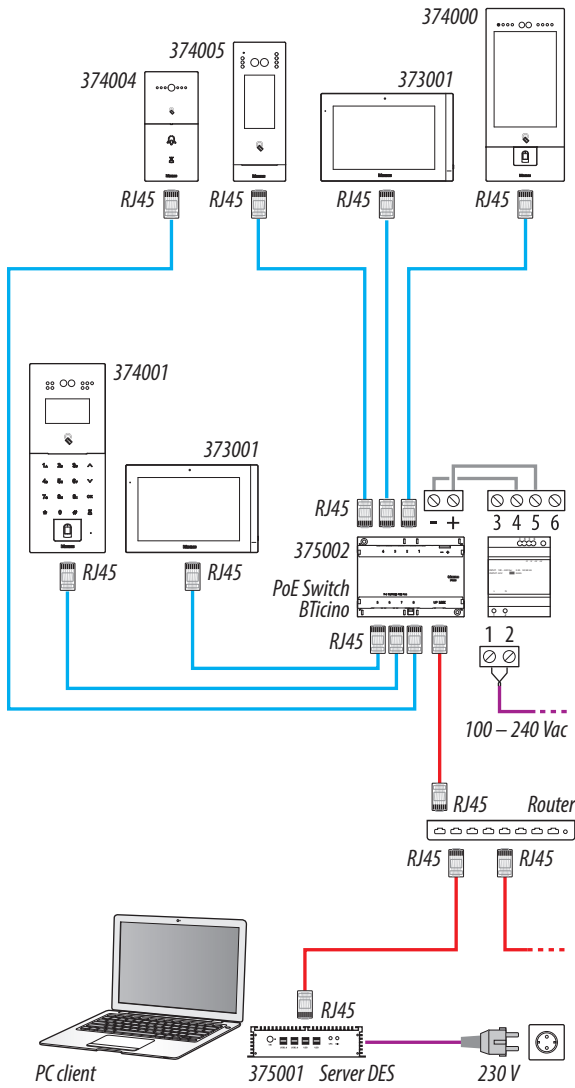 374000
374005
374004
373001
RJ45
RJ45
RJ45
RJ45
374001
373001
RJ45
RJ45
RJ45
- +
3 4 5 6
375002
PoE Switch
BTicino
RJ45
1 2
100 – 240 Vac
RJ45
Router
RJ45
RJ45
RJ45
PC client
375001
Server DES
230 V